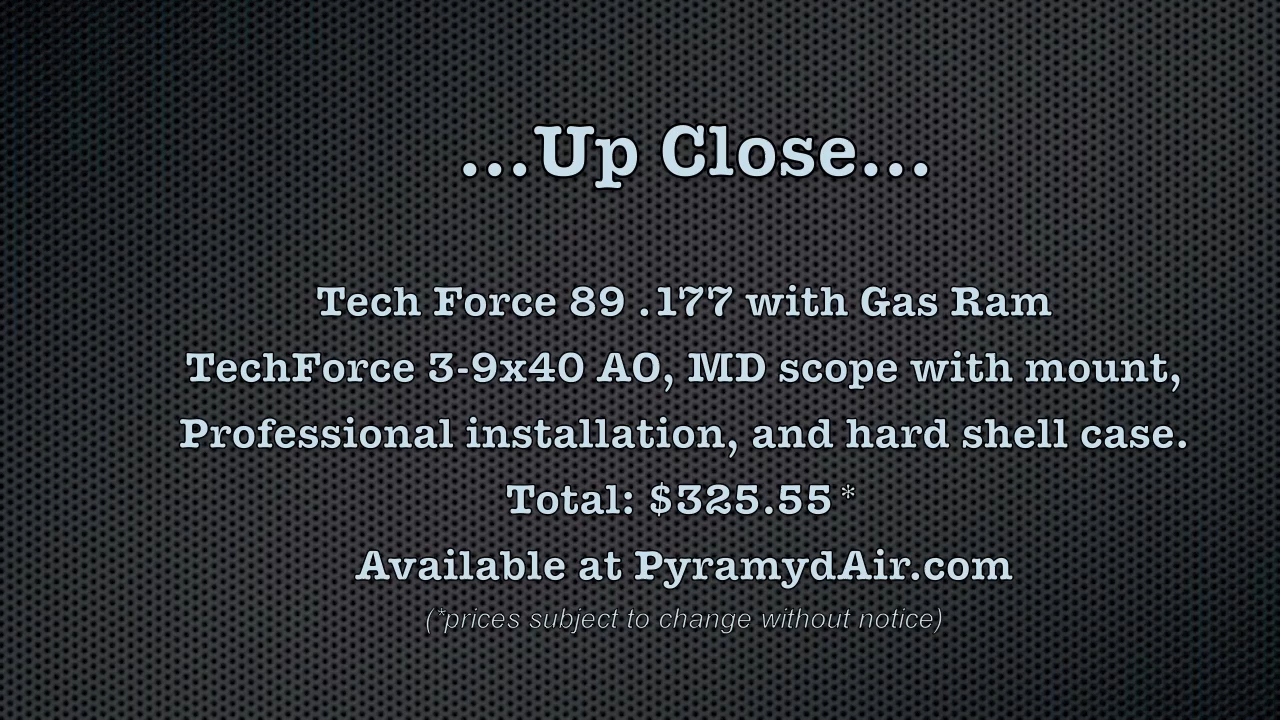 ...Up Close...
Tech Force 89 .177 with Gas Ram
TechForce 3-9x40 AO, MD scope with mount,
Professional installation, and hard shell case.
Total: $325.55*
Available at PyramydAir.com
(*prices subject to change without notice)